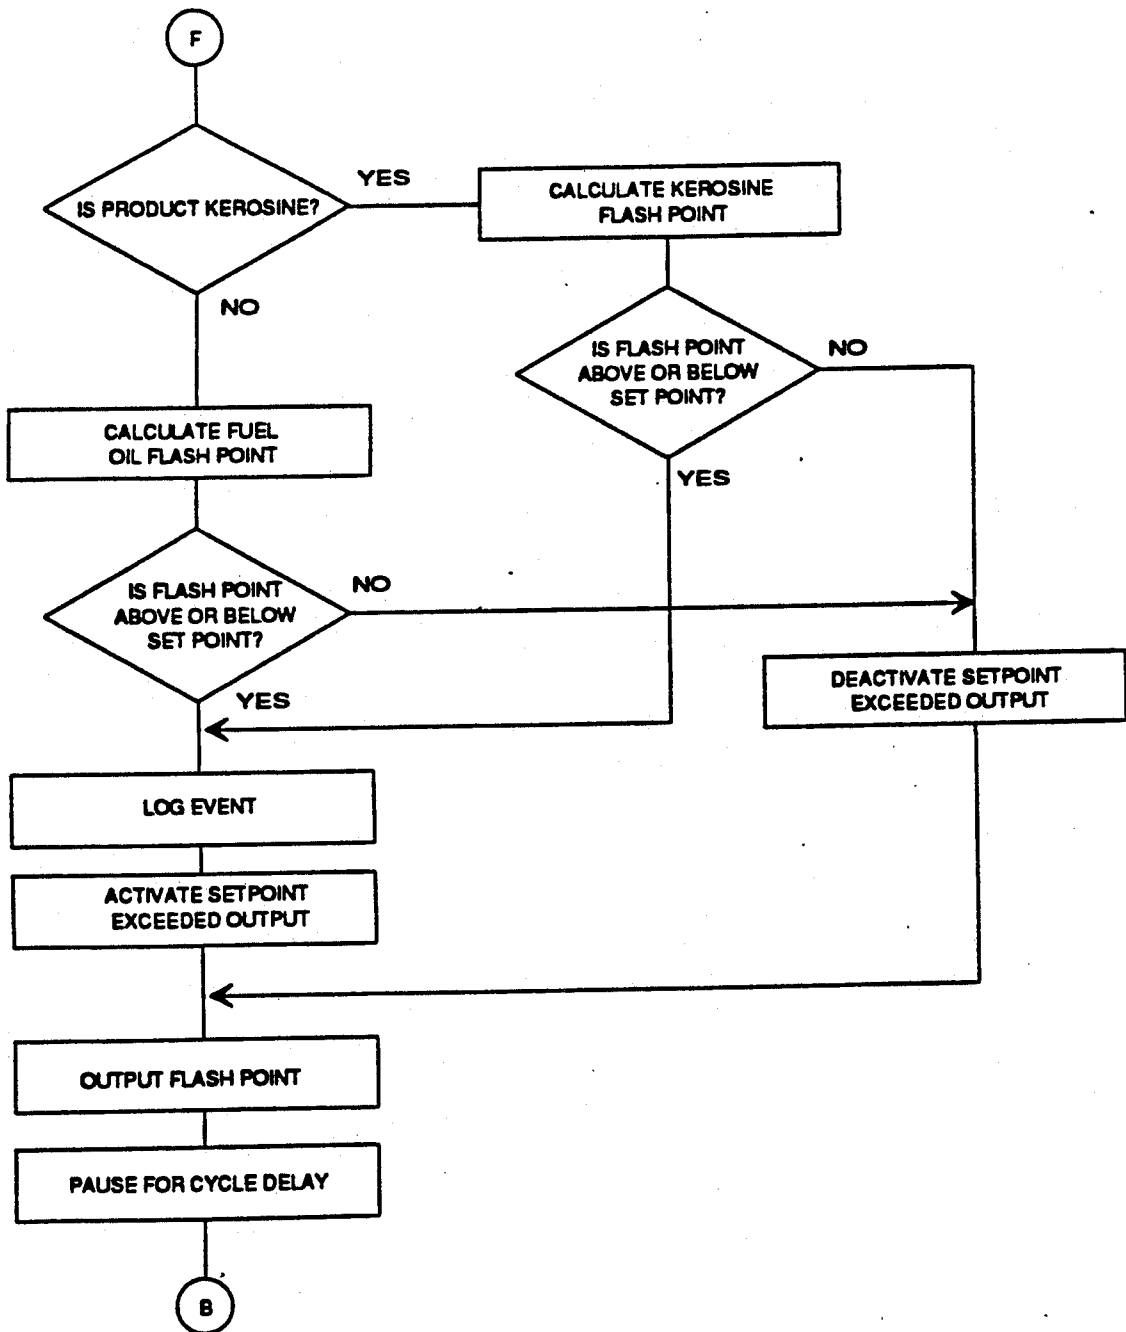 F
IS PRODUCT KEROSINE?
YES
CALCULATE KEROSINE
FLASH POINT
NO
IS FLASH POINT
ABOVE OR BELOW
SET POINT?
NO
YES
CALCULATE FUEL
OIL FLASH POINT
IS FLASH POINT
ABOVE OR BELOW
SET POINT?
NO
YES
DEACTIVATE SETPOINT
EXCEEDED OUTPUT
LOG EVENT
ACTIVATE SETPOINT
EXCEEDED OUTPUT
OUTPUT FLASH POINT
PAUSE FOR CYCLE DELAY
B